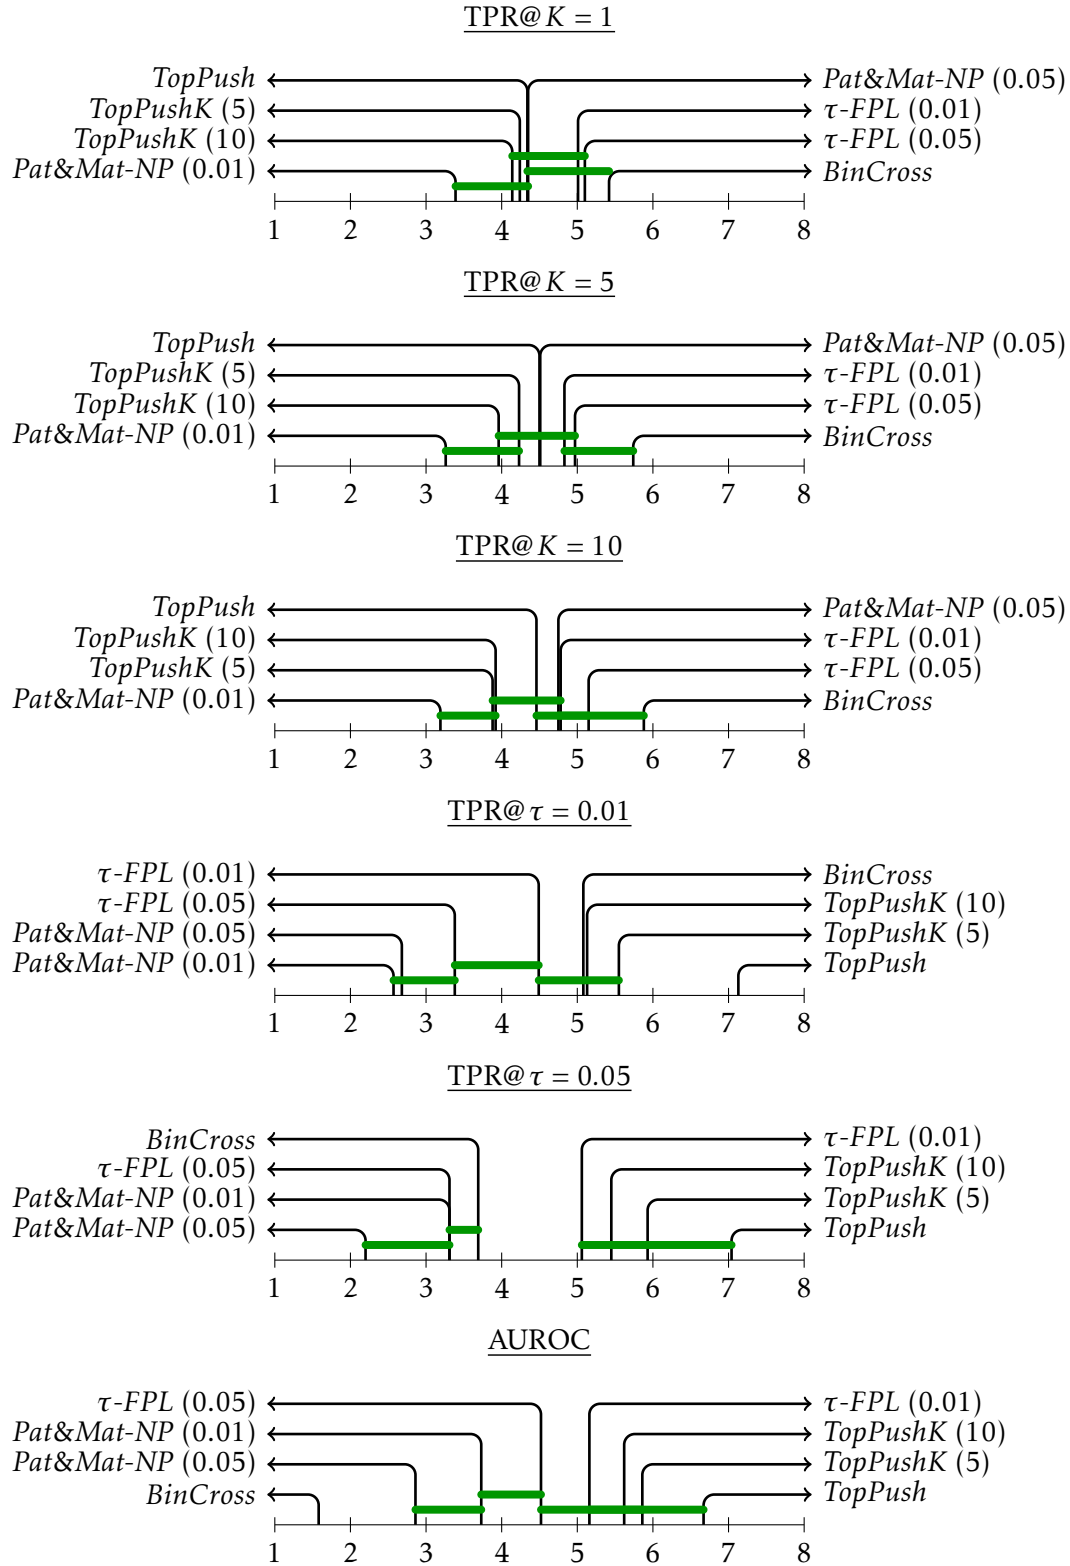 TPR@K = 1
TopPush Pat&Mat-NP (0.05)
TopPushK (5) τ-FPL (0.01)
TopPushK (10) τ-FPL (0.05)
Pat&Mat-NP (0.01) BinCross
1 2 3 4 5 6 7 8
TPR@K = 5
TopPush Pat&Mat-NP (0.05)
TopPushK (5) τ-FPL (0.01)
TopPushK (10) τ-FPL (0.05)
Pat&Mat-NP (0.01) BinCross
1 2 3 4 5 6 7 8
TPR@K = 10
TopPush Pat&Mat-NP (0.05)
TopPushK (10) τ-FPL (0.01)
TopPushK (5) τ-FPL (0.05)
Pat&Mat-NP (0.01) BinCross
1 2 3 4 5 6 7 8
TPR@τ = 0.01
τ-FPL (0.01) BinCross
τ-FPL (0.05) TopPushK (10)
Pat&Mat-NP (0.05) TopPushK (5)
Pat&Mat-NP (0.01) TopPush
1 2 3 4 5 6 7 8
TPR@τ = 0.05
BinCross τ-FPL (0.01)
τ-FPL (0.05) TopPushK (10)
Pat&Mat-NP (0.01) TopPushK (5)
Pat&Mat-NP (0.05) TopPush
1 2 3 4 5 6 7 8
AUROC
τ-FPL (0.05) τ-FPL (0.01)
Pat&Mat-NP (0.01) TopPushK (10)
Pat&Mat-NP (0.05) TopPushK (5)
BinCross TopPush
1 2 3 4 5 6 7 8